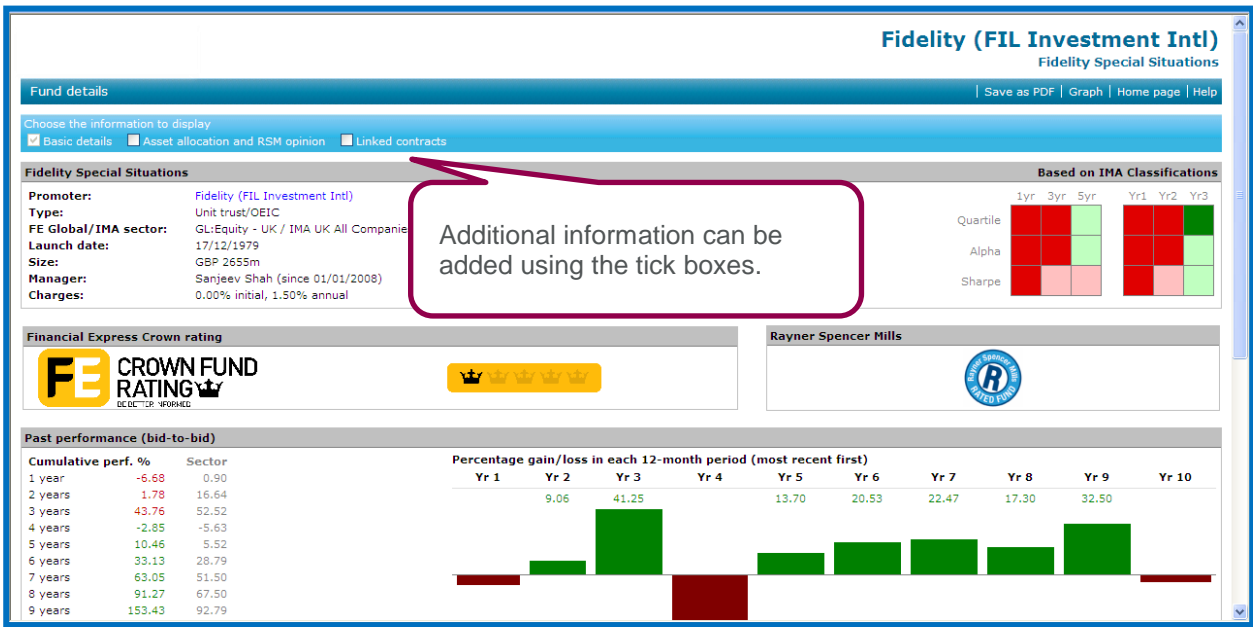 Fidelity (FIL Investment Intl)
Fidelity Special Situations
Fund details | Save as PDF | Graph | Home page | Help
Choose the information to display
Basic details Asset allocation and RSM opinion Linked contracts
Fidelity Special Situations Based on IMA Classifications
Promoter: Fidelity (FIL Investment Intl)
Type: Unit trust/OEIC
FE Global/IMA sector: GL:Equity - UK / IMA UK All Companie
Launch date: 17/12/1979
Size: GBP 2655m
Manager: Sanjeev Shah (since 01/01/2008)
Charges: 0.00% initial, 1.50% annual
Additional information can be
added using the tick boxes.
1yr 3yr 5yr Yr1 Yr2 Yr3
Quartile
Alpha
Sharpe
Financial Express Crown rating
FE CROWN FUND
RATING
BE BETTER INFORMED
Rayner Spencer Mills
Rayner Spencer Mills
R
RATED FUND
Past performance (bid-to-bid)
Cumulative perf. % Sector
1 year -6.68 0.90
2 years 1.78 16.64
3 years 43.76 52.52
4 years -2.85 -5.63
5 years 10.46 5.52
6 years 33.13 28.79
7 years 63.05 51.50
8 years 91.27 67.50
9 years 153.43 92.79
Percentage gain/loss in each 12-month period (most recent first)
Yr 1 Yr 2 Yr 3 Yr 4 Yr 5 Yr 6 Yr 7 Yr 8 Yr 9 Yr 10
9.06 41.25 13.70 20.53 22.47 17.30 32.50